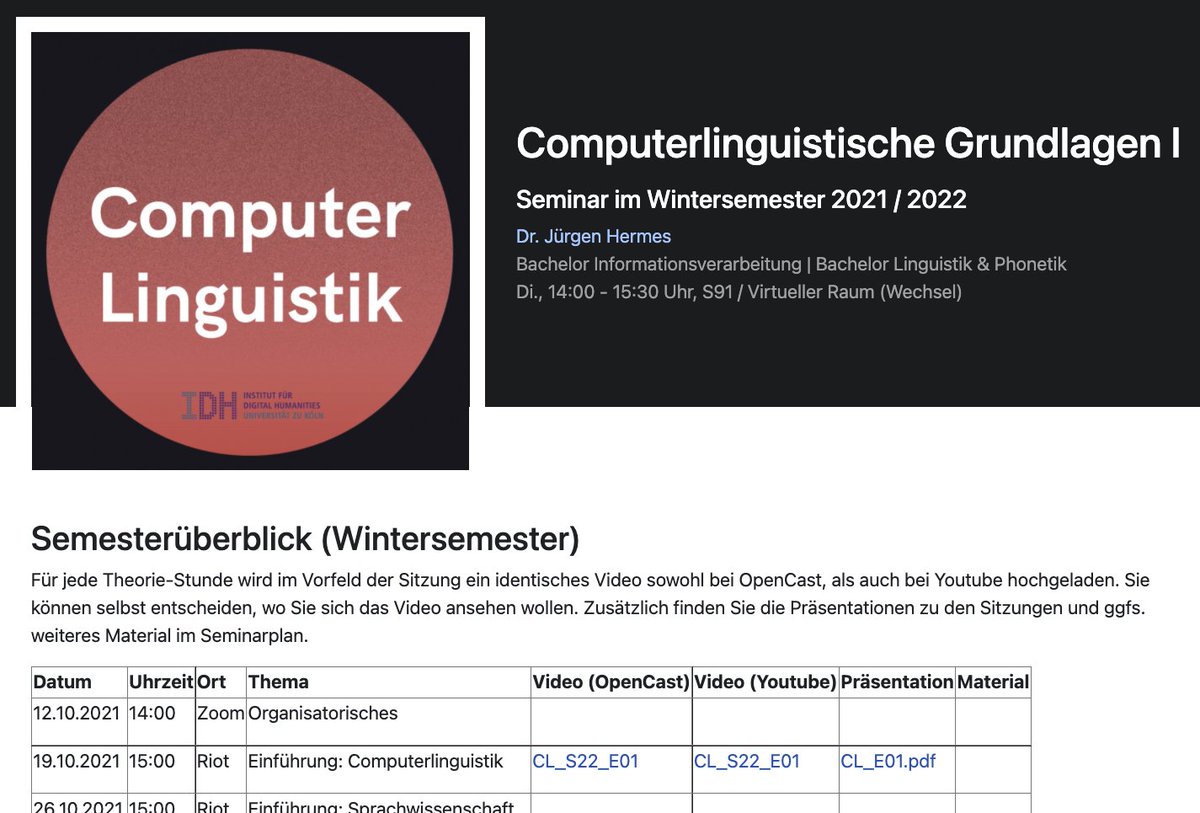 Computer
Linguistik
IDH INSTITUT FÜR
DIGITAL HUMANITIES
UNIVERSITÄT ZU KÖLN
Computerlinguistische Grundlagen I
Seminar im Wintersemester 2021 / 2022
Dr. Jürgen Hermes
Bachelor Informationsverarbeitung | Bachelor Linguistik & Phonetik
Di., 14:00 - 15:30 Uhr, S91 / Virtueller Raum (Wechsel)
Semesterüberblick (Wintersemester)
Für jede Theorie-Stunde wird im Vorfeld der Sitzung ein identisches Video sowohl bei OpenCast, als auch bei Youtube hochgeladen. Sie
können selbst entscheiden, wo Sie sich das Video ansehen wollen. Zusätzlich finden Sie die Präsentationen zu den Sitzungen und ggfs.
weiteres Material im Seminarplan.
Datum Uhrzeit Ort Thema Video (OpenCast) Video (Youtube) Präsentation Material
12.10.2021 14:00 Zoom Organisatorisches
19.10.2021 15:00 Riot Einführung: Computerlinguistik CL_S22_E01 CL_S22_E01 CL_E01.pdf
26.10.2021 15:00 Riot Einführung: Sprachwissenschaft